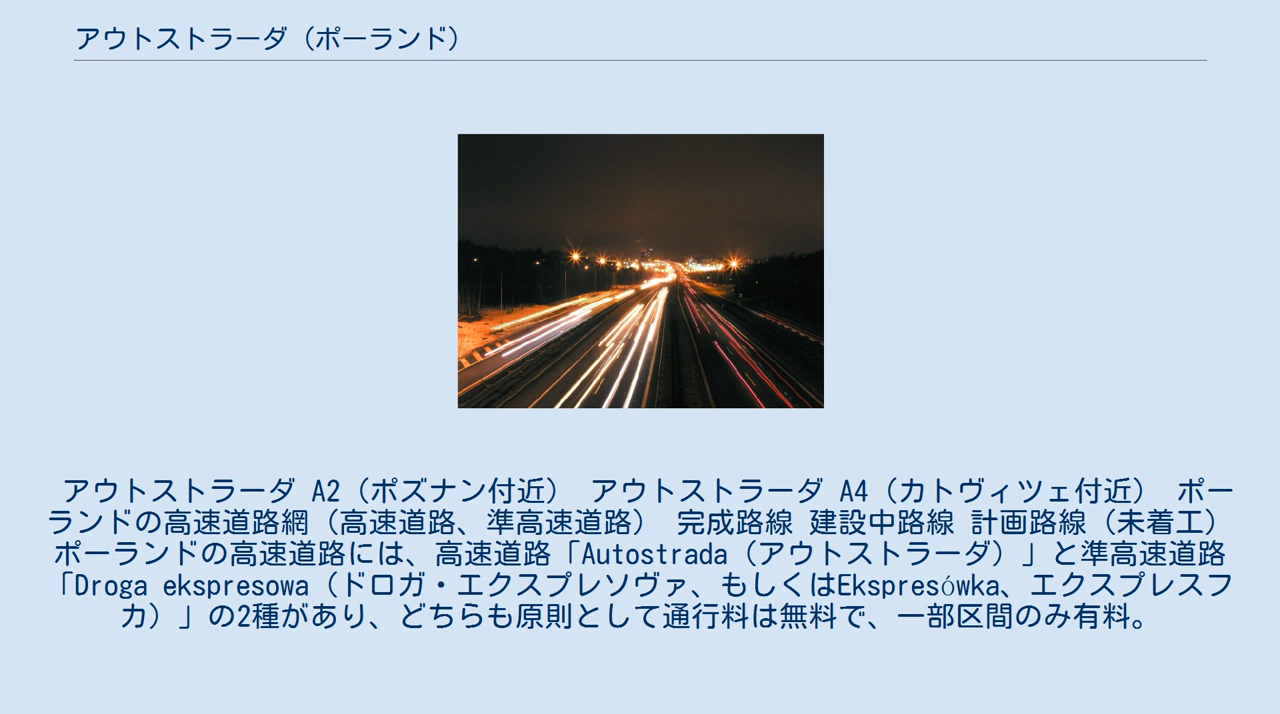 アウトストラーダ（ポーランド）
アウトストラーダ A2（ポズナン付近） アウトストラーダ A4（カトヴィツェ付近） ポー
ランドの高速道路網（高速道路、準高速道路） 完成路線 建設中路線 計画路線（未着工）
ポーランドの高速道路には、高速道路「Autostrada（アウトストラーダ）」と準高速道路
「Droga ekspresowa（ドロガ・エクスプレソヴァ、もしくはEkspresówka、エクスプレスフ
カ）」の2種があり、どちらも原則として通行料は無料で、一部区間のみ有料。